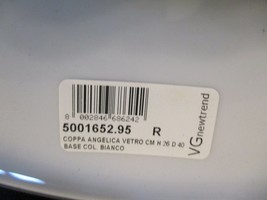 8 002046 606242
5001652.95 R
COPPA ANGELICA VETRO CM H 26 D 40
BASE COL. BIANCO
VGnewtrend